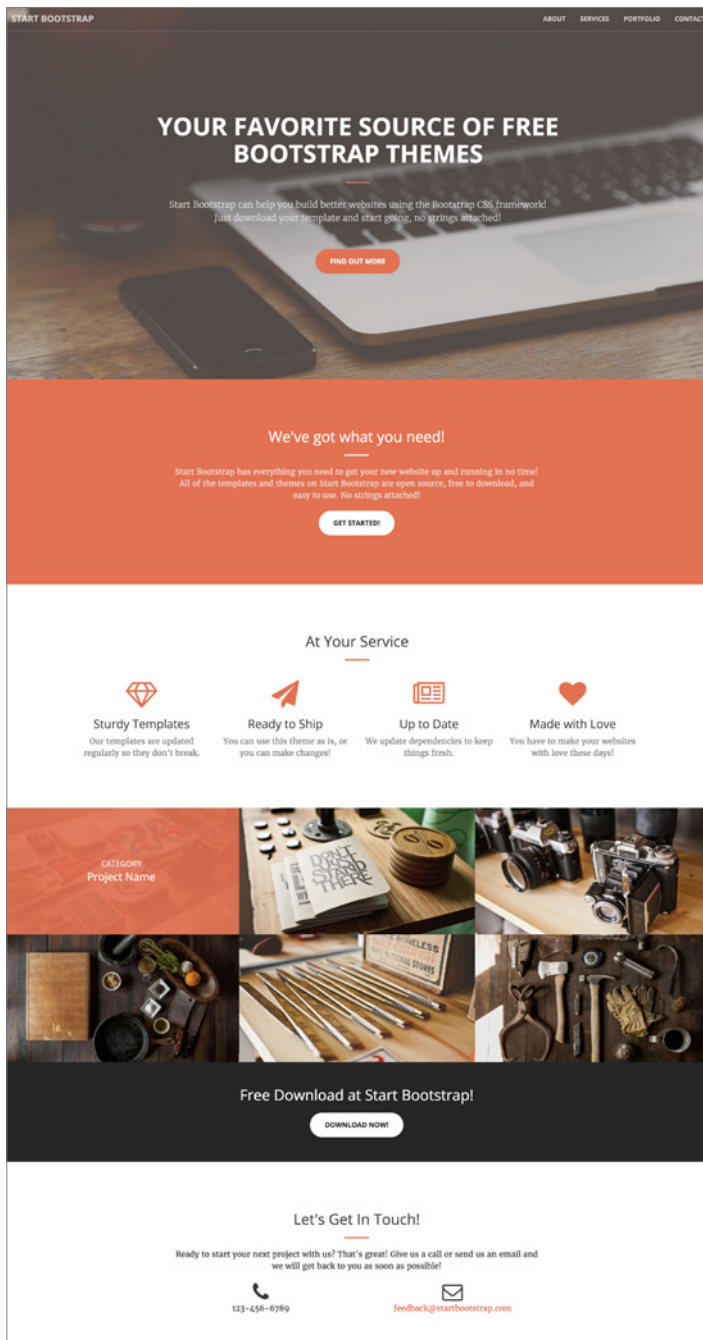 START BOOTSTRAP
ABOUT SERVICES PORTFOLIO CONTACT
YOUR FAVORITE SOURCE OF FREE
BOOTSTRAP THEMES
Start Bootstrap can help you build better websites using the Bootstrap CSS framework!
Just download your template and start going, no strings attached!
FIND OUT MORE
We've got what you need!
Start Bootstrap has everything you need to get your new website up and running in no time!
All of the templates and themes on Start Bootstrap are open source, free to download, and
easy to use. No strings attached!
GET STARTED!
At Your Service
Sturdy Templates
Our templates are updated
regularly so they don't break.
Ready to Ship
You can use this theme as is, or
you can make changes!
Up to Date
We update dependencies to keep
things fresh.
Made with Love
You have to make your websites
with love these days!
CATEGORY
Project Name
DON'T
JUST
STAND
THERE
BONELESS
NATIONAL STORES
Free Download at Start Bootstrap!
DOWNLOAD NOW!
Let's Get In Touch!
Ready to start your next project with us? That's great! Give us a call or send us an email and
we will get back to you as soon as possible!
123-456-6789
feedback@startbootstrap.com